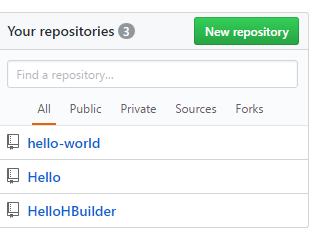 Your repositories 3 New repository
Find a repository...
All Public Private Sources Forks
hello-world
Hello
HelloHBuilder